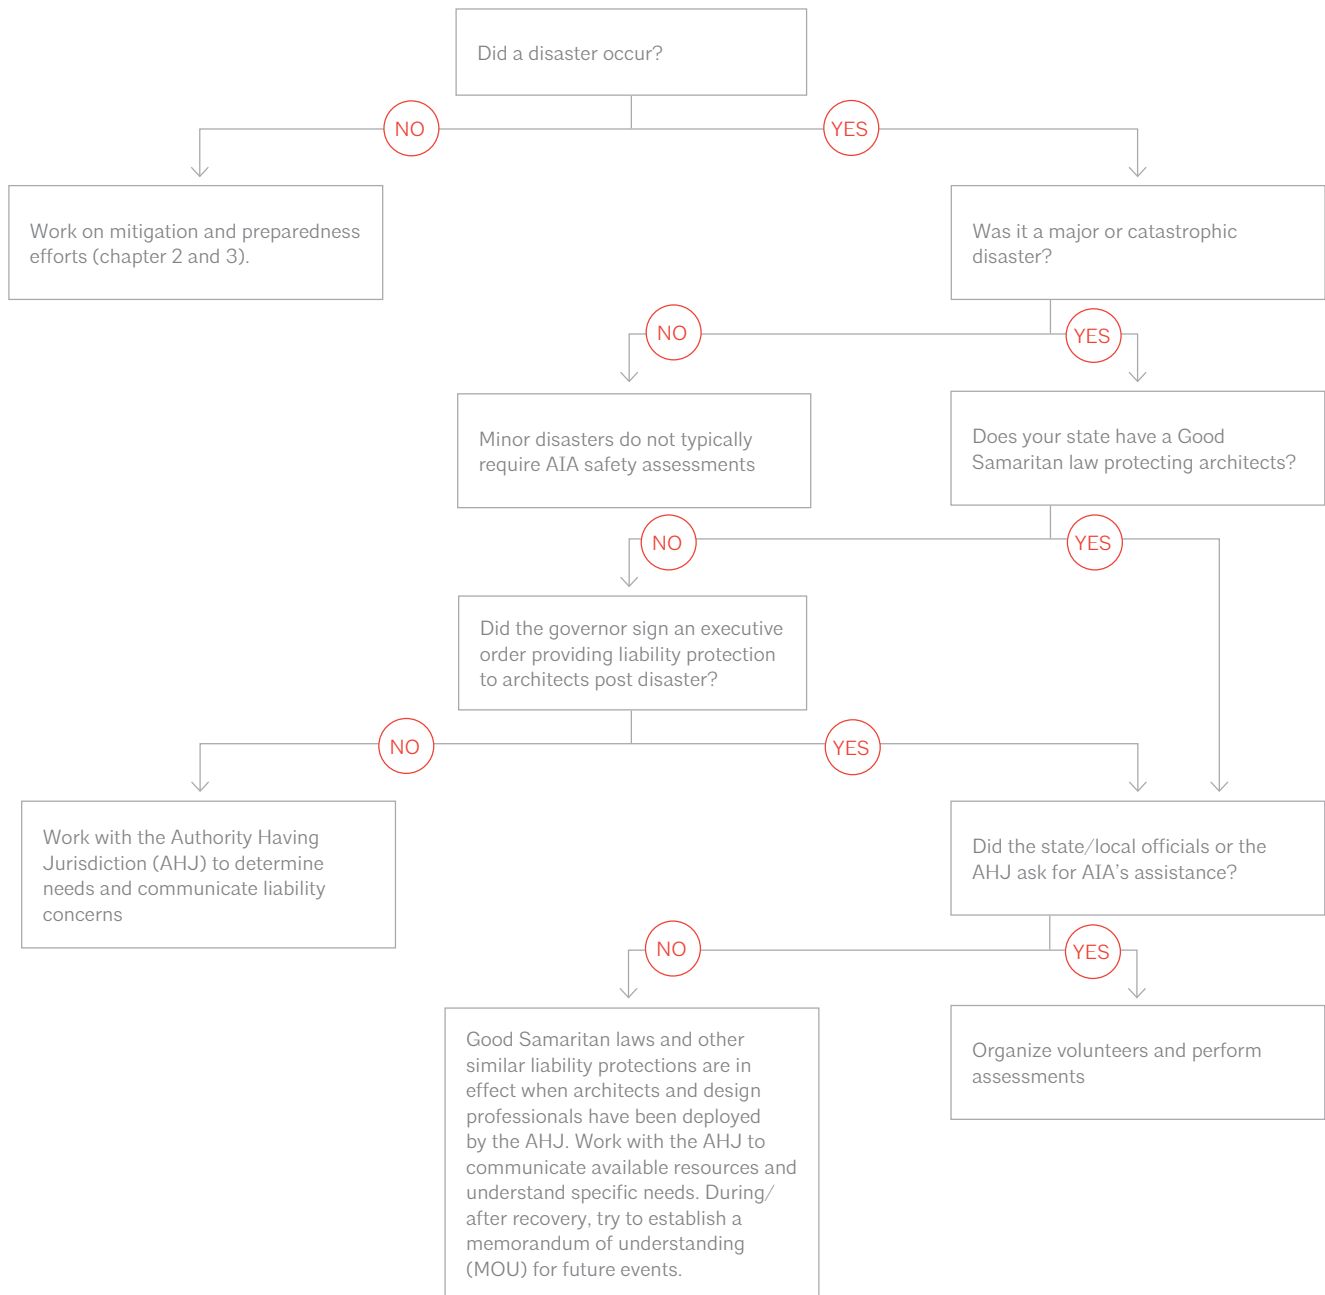 Did a disaster occur?
NO
YES
Work on mitigation and preparedness
efforts (chapter 2 and 3).
Was it a major or catastrophic
disaster?
NO
YES
Minor disasters do not typically
require AIA safety assessments
Does your state have a Good
Samaritan law protecting architects?
NO
YES
Did the governor sign an executive
order providing liability protection
to architects post disaster?
NO
YES
Work with the Authority Having
Jurisdiction (AHJ) to determine
needs and communicate liability
concerns
Did the state/local officials or the
AHJ ask for AIA’s assistance?
NO
YES
Good Samaritan laws and other
similar liability protections are in
effect when architects and design
professionals have been deployed
by the AHJ. Work with the AHJ to
communicate available resources and
understand specific needs. During/
after recovery, try to establish a
memorandum of understanding
(MOU) for future events.
Organize volunteers and perform
assessments